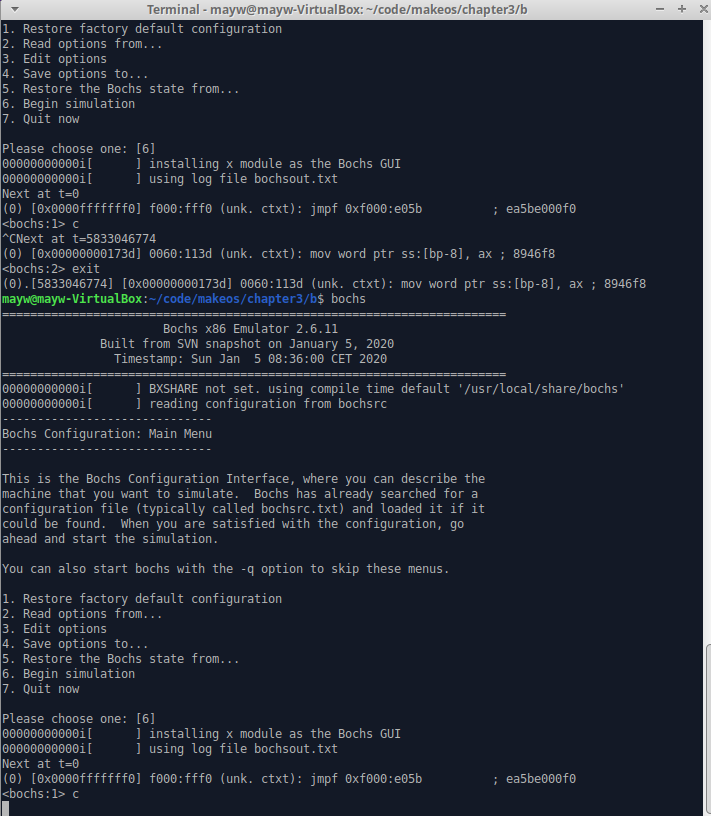 Terminal - mayw@mayw-VirtualBox: ~/code/makeos/chapter3/b
1. Restore factory default configuration
2. Read options from...
3. Edit options
4. Save options to...
5. Restore the Bochs state from...
6. Begin simulation
7. Quit now
Please choose one: [6]
00000000000i[      ] installing x module as the Bochs GUI
00000000000i[      ] using log file bochsout.txt
Next at t=0
(0) [0x0000fffffff0] f000:fff0 (unk. ctxt): jmpf 0xf000:e05b          ; ea5be000f0
<bochs:1> c
^CNext at t=5833046774
(0) [0x00000000173d] 0060:113d (unk. ctxt): mov word ptr ss:[bp-8], ax ; 8946f8
<bochs:2> exit
(0).[5833046774] [0x00000000173d] 0060:113d (unk. ctxt): mov word ptr ss:[bp-8], ax ; 8946f8
mayw@mayw-VirtualBox:~/code/makeos/chapter3/b$ bochs
========================================================================
                       Bochs x86 Emulator 2.6.11
              Built from SVN snapshot on January 5, 2020
                Timestamp: Sun Jan  5 08:36:00 CET 2020
========================================================================
00000000000i[      ] BXSHARE not set. using compile time default '/usr/local/share/bochs'
00000000000i[      ] reading configuration from bochsrc
------------------------------
Bochs Configuration: Main Menu
------------------------------
This is the Bochs Configuration Interface, where you can describe the
machine that you want to simulate.  Bochs has already searched for a
configuration file (typically called bochsrc.txt) and loaded it if it
could be found.  When you are satisfied with the configuration, go
ahead and start the simulation.
You can also start bochs with the -q option to skip these menus.
1. Restore factory default configuration
2. Read options from...
3. Edit options
4. Save options to...
5. Restore the Bochs state from...
6. Begin simulation
7. Quit now
Please choose one: [6]
00000000000i[      ] installing x module as the Bochs GUI
00000000000i[      ] using log file bochsout.txt
Next at t=0
(0) [0x0000fffffff0] f000:fff0 (unk. ctxt): jmpf 0xf000:e05b          ; ea5be000f0
<bochs:1> c